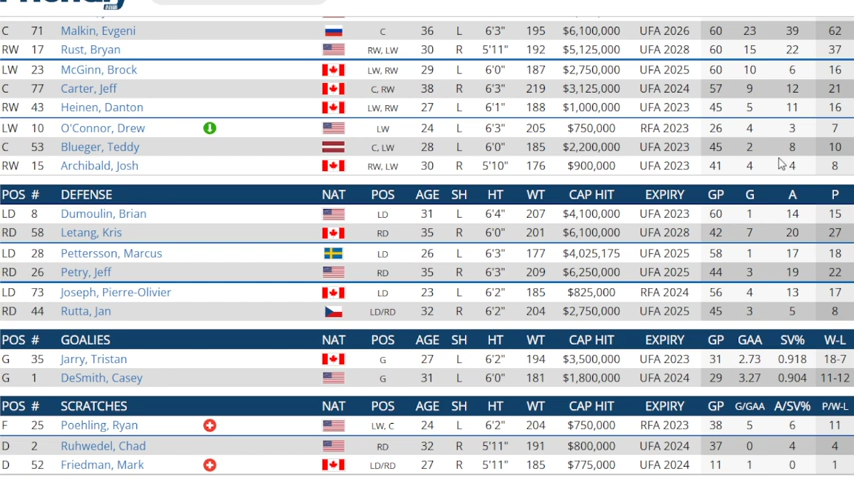 C 71 Malkin, Evgeni C 36 L 6'3" 195 $6,100,000 UFA 2026 60 23 39 62
RW 17 Rust, Bryan RW, LW 30 R 5'11" 192 $5,125,000 UFA 2028 60 15 22 37
LW 23 McGinn, Brock LW, RW 29 L 6'0" 187 $2,750,000 UFA 2025 60 10 6 16
C 77 Carter, Jeff C, RW 38 R 6'3" 219 $3,125,000 UFA 2024 57 9 12 21
RW 43 Heinen, Danton LW, RW 27 L 6'1" 188 $1,000,000 UFA 2023 45 5 11 16
LW 10 O'Connor, Drew LW 24 L 6'3" 205 $750,000 RFA 2023 26 4 3 7
C 53 Blueger, Teddy C, LW 28 L 6'0" 185 $2,200,000 UFA 2023 45 2 8 10
RW 15 Archibald, Josh RW, LW 30 R 5'10" 176 $900,000 UFA 2023 41 4 4 8
POS # DEFENSE NAT POS AGE SH HT WT CAP HIT EXPIRY GP G A P
LD 8 Dumoulin, Brian LD 31 L 6'4" 207 $4,100,000 UFA 2023 60 1 14 15
RD 58 Letang, Kris RD 35 R 6'0" 201 $6,100,000 UFA 2028 42 7 20 27
LD 28 Pettersson, Marcus LD 26 L 6'3" 177 $4,025,175 UFA 2025 58 1 17 18
RD 26 Petry, Jeff RD 35 R 6'3" 209 $6,250,000 UFA 2025 44 3 19 22
LD 73 Joseph, Pierre-Olivier LD 23 L 6'2" 185 $825,000 RFA 2024 56 4 13 17
RD 44 Rutta, Jan LD/RD 32 R 6'2" 204 $2,750,000 UFA 2025 45 3 5 8
POS # GOALIES NAT POS AGE SH HT WT CAP HIT EXPIRY GP GAA SV% W-L
G 35 Jarry, Tristan G 27 L 6'2" 194 $3,500,000 UFA 2023 31 2.73 0.918 18-7
G 1 DeSmith, Casey G 31 L 6'0" 181 $1,800,000 UFA 2024 29 3.27 0.904 11-12
POS # SCRATCHES NAT POS AGE SH HT WT CAP HIT EXPIRY GP G/GAA A/SV% P/W-L
F 25 Poehling, Ryan LW, C 24 L 6'2" 204 $750,000 RFA 2023 38 5 6 11
D 2 Ruhwedel, Chad RD 32 R 5'11" 191 $800,000 UFA 2024 37 0 4 4
D 52 Friedman, Mark LD/RD 27 R 5'11" 185 $775,000 UFA 2024 11 1 0 1